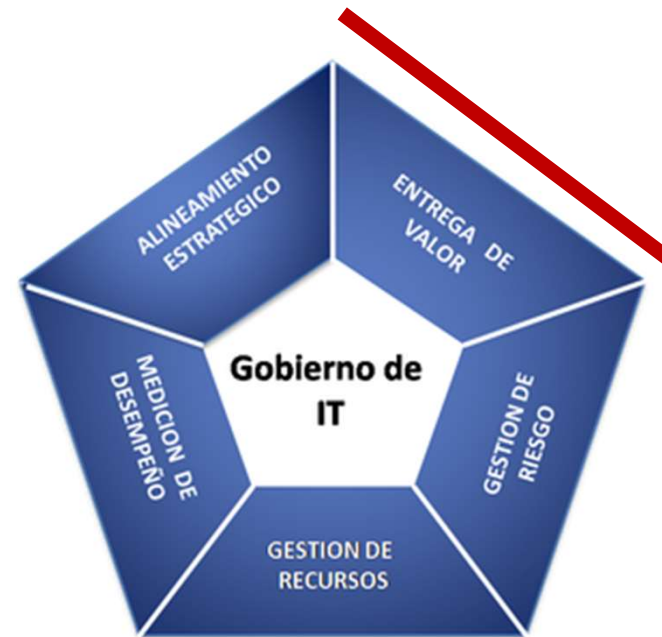 ALINEAMIENTO
ESTRATEGICO
ENTREGA DE
VALOR
Gobierno de
IT
MEDICION DE
DESEMPEÑO
GESTION DE
RIESGO
GESTION DE
RECURSOS